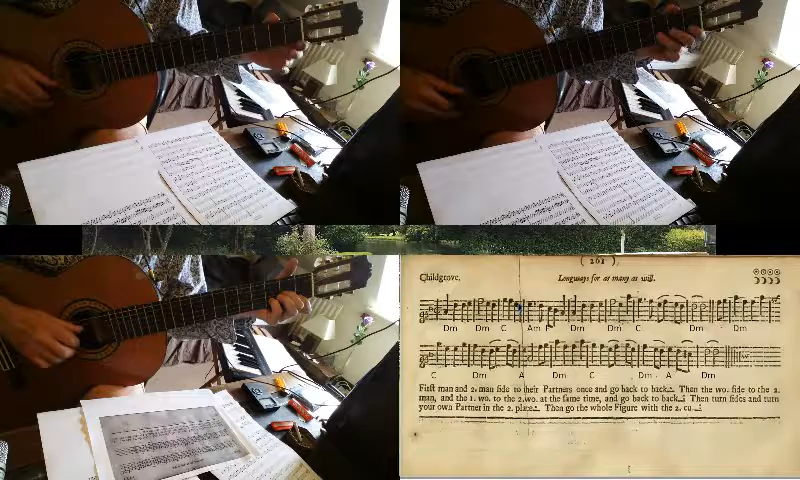 ( 261 )
Childgrove. Longways for as many as will.
Dm Dm C Am Dm Dm C Dm Dm
C Dm A Dm C Dm A Dm
First man and 2. man side to their Partners once and go back to back. Then the wo. side to the 2.
man, and the 1. wo. to the 2. wo. at the same time, and go back to back. Then turn sides and turn
your own Partner in the 2. place. Then go the whole Figure with the 2. cu.